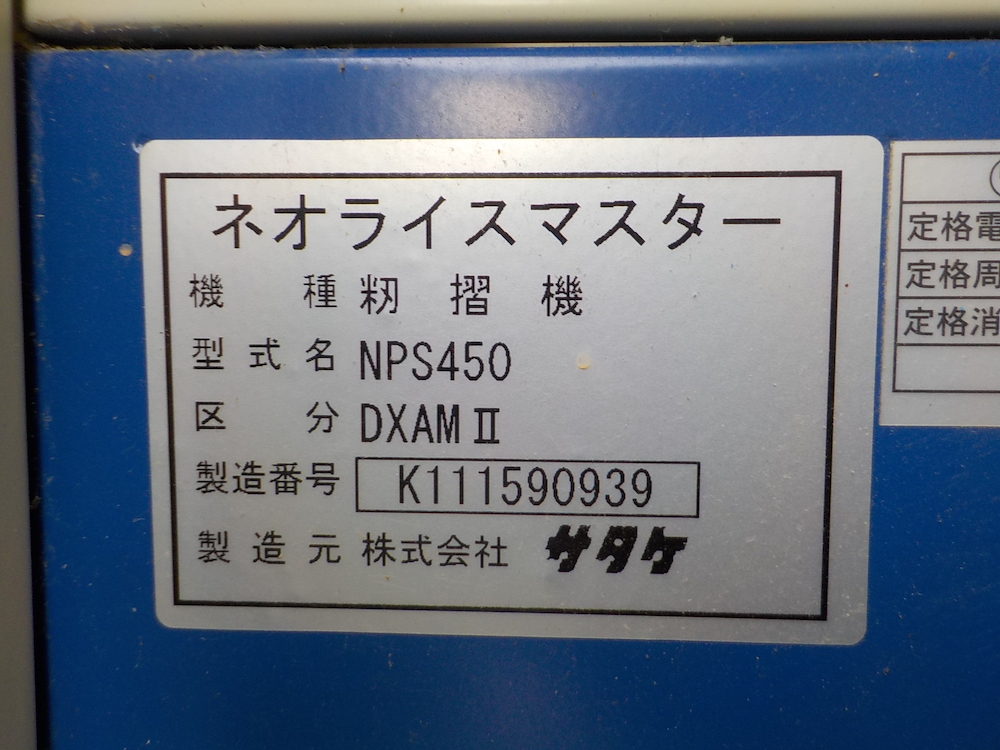 ネオライスマスター
機種 籾摺機
型式名 NPS450
区分 DXAMⅡ
製造番号 K111590939
製造元 株式会社 サタケ
定格電
定格周
定格消